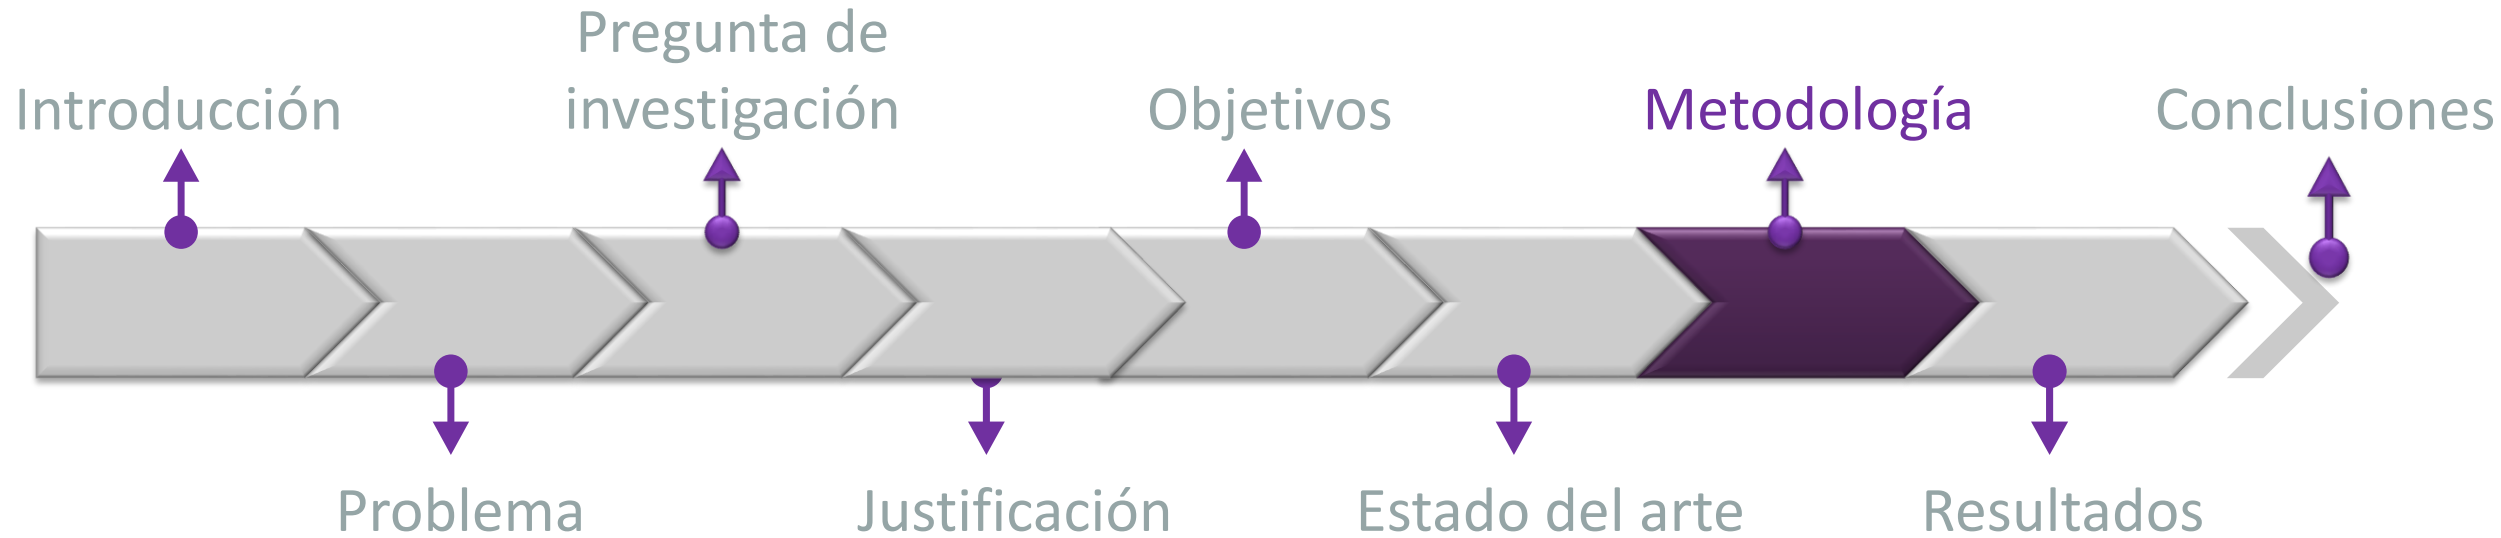 Introducción
Problema
Pregunta de
investigación
Justificación
Objetivos
Estado del arte
Metodología
Resultados
Conclusiones